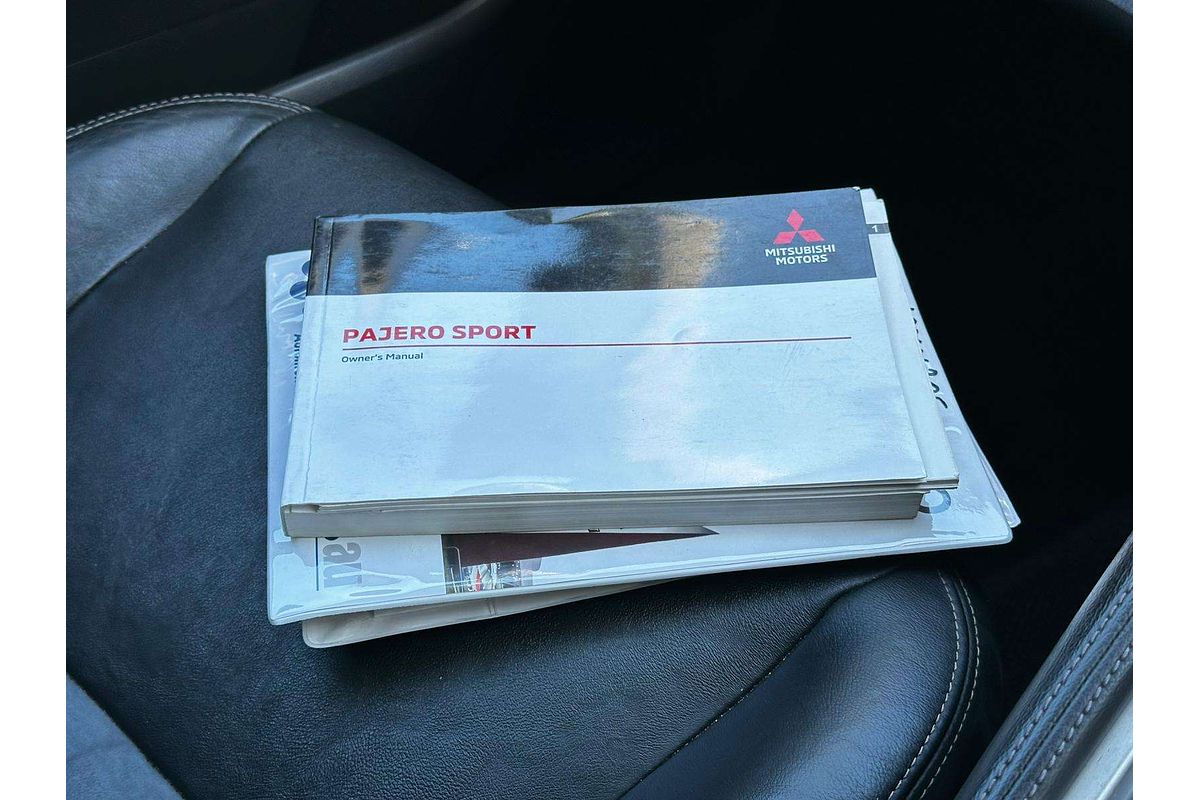 MITSUBISHI
MOTORS
1
PAJERO SPORT
Owner's Manual